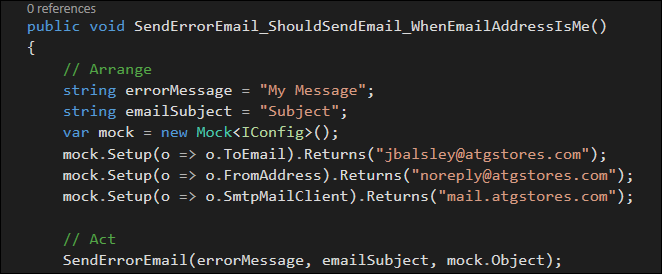 0 references
public void SendErrorEmail_ShouldSendEmail_WhenEmailAddressIsMe()
{
// Arrange
string errorMessage = "My Message";
string emailSubject = "Subject";
var mock = new Mock<IConfig>();
mock.Setup(o => o.ToEmail).Returns("jbalsley@atgstores.com");
mock.Setup(o => o.FromAddress).Returns("noreply@atgstores.com");
mock.Setup(o => o.SmtpMailClient).Returns("mail.atgstores.com");
// Act
SendErrorEmail(errorMessage, emailSubject, mock.Object);